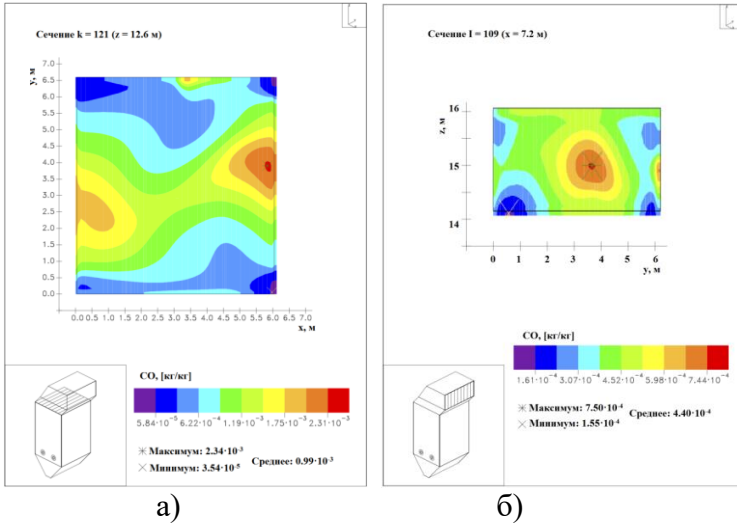 Сечение k = 121 (z = 12.6 м)
y, м
7.0
6.5
6.0
5.5
5.0
4.5
4.0
3.5
3.0
2.5
2.0
1.5
1.0
0.5
0.0
0.0 0.5 1.0 1.5 2.0 2.5 3.0 3.5 4.0 4.5 5.0 5.5 6.0 6.5 7.0
x, м
CO, [кг/кг]
5.84·10⁻⁵ 6.22·10⁻⁴ 1.19·10⁻³ 1.75·10⁻³ 2.31·10⁻³
Максимум: 2.34·10⁻³
Минимум: 3.54·10⁻⁵
Среднее: 0.99·10⁻³
а)
Сечение I = 109 (x = 7.2 м)
z, м
16
15
14
0 1 2 3 4 5 6
y, м
CO, [кг/кг]
1.61·10⁻⁴ 3.07·10⁻⁴ 4.52·10⁻⁴ 5.98·10⁻⁴ 7.44·10⁻⁴
Максимум: 7.50·10⁻⁴
Минимум: 1.55·10⁻⁴
Среднее: 4.40·10⁻⁴
б)